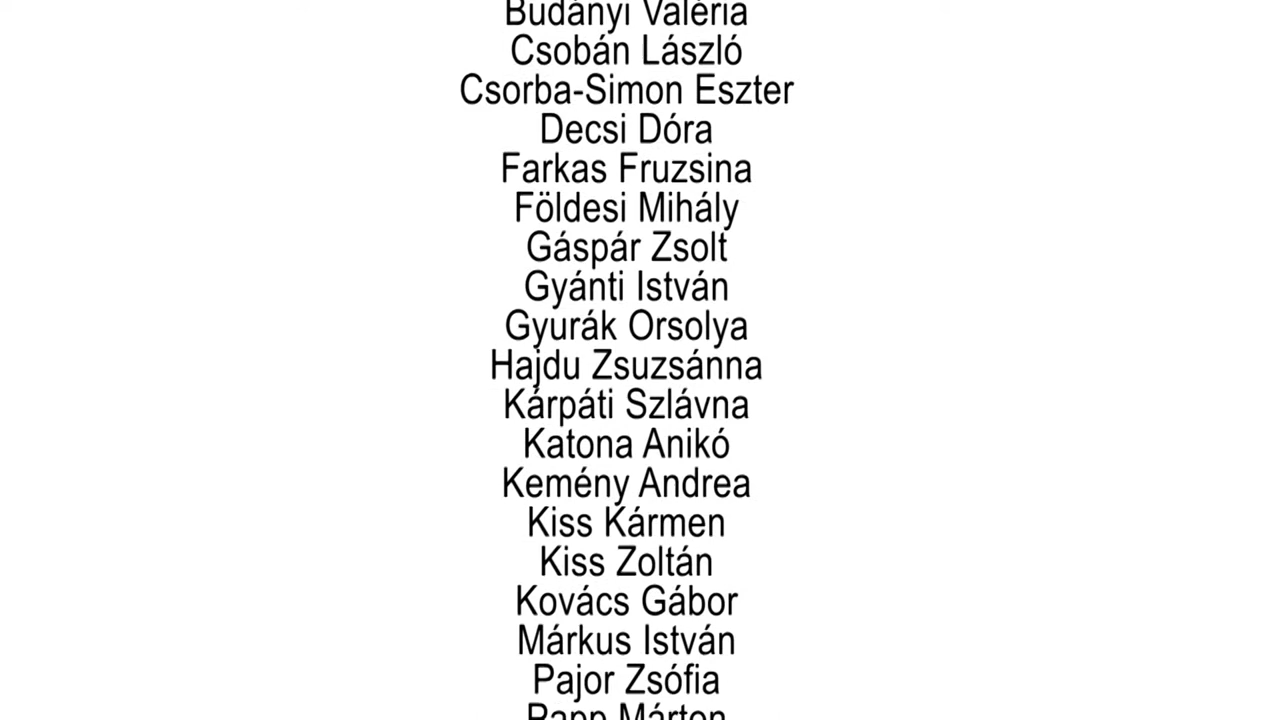 Budányi Valéria
Csobán László
Csorba-Simon Eszter
Decsi Dóra
Farkas Fruzsina
Földesi Mihály
Gáspár Zsolt
Gyánti István
Gyurák Orsolya
Hajdu Zsuzsánna
Kárpáti Szlávna
Katona Anikó
Kemény Andrea
Kiss Kármen
Kiss Zoltán
Kovács Gábor
Márkus István
Pajor Zsófia
Papp Márton